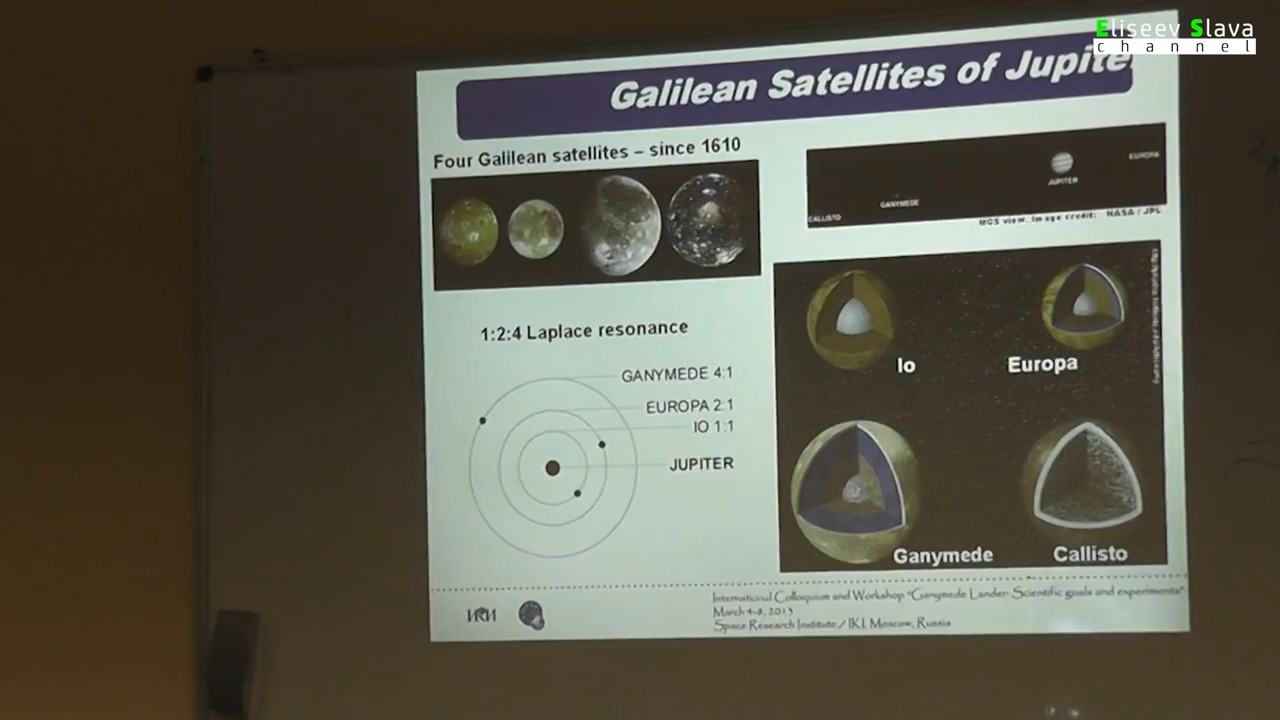 Eliseev Slava
channel
Galilean Satellites of Jupite
Four Galilean satellites – since 1610
EUROPA
JUPITER
GANYMEDE
CALLISTO
MGS view. Image credit: NASA / JPL
1:2:4 Laplace resonance
GANYMEDE 4:1
EUROPA 2:1
IO 1:1
JUPITER
Io
Europa
Ganymede
Callisto
ИКИ
International Colloquium and Workshop "Ganymede Lander: Scientific goals and experiments"
March 4-8, 2013
Space Research Institute / IKI, Moscow, Russia